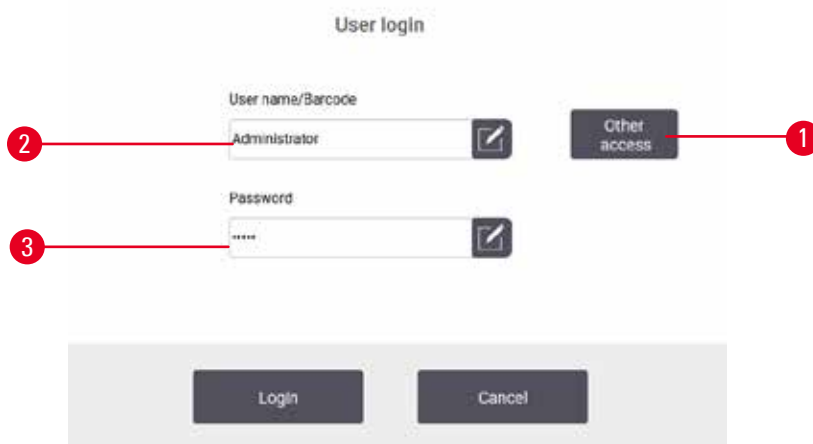 User login
User name/Barcode
2
Administrator
Other
access
1
Password
3
•••••
Login
Cancel